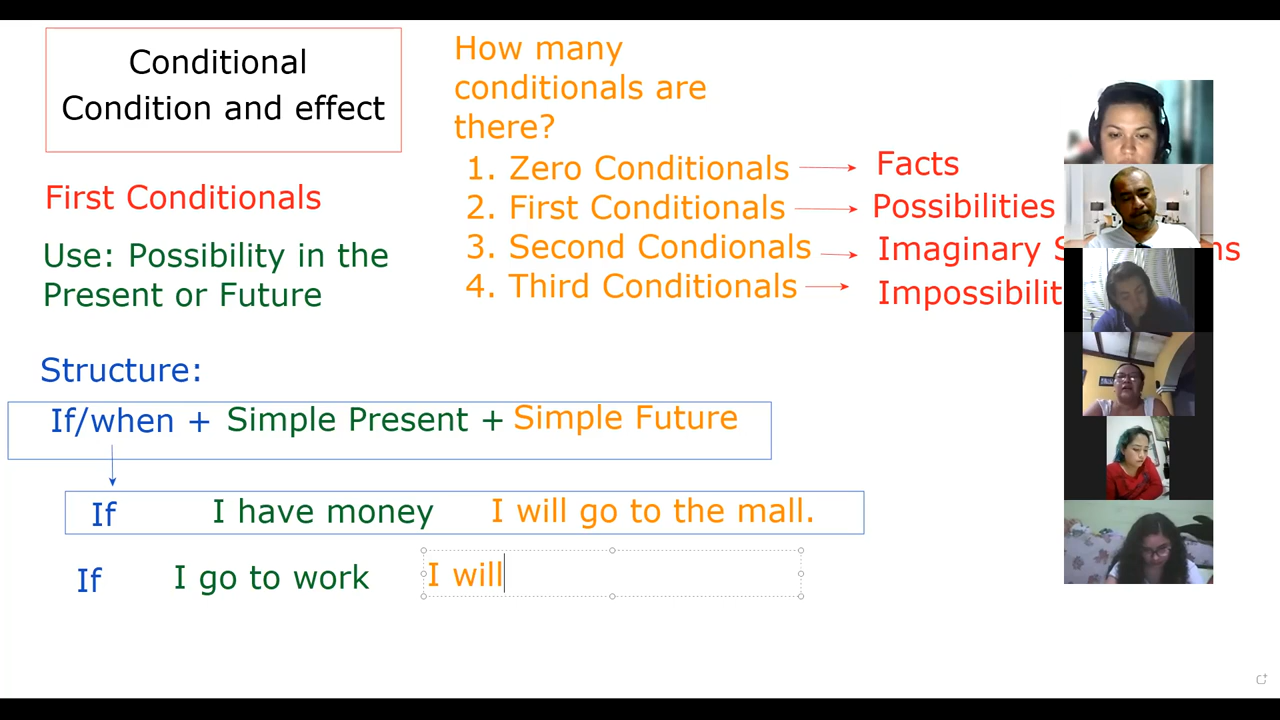 Conditional
Condition and effect
First Conditionals
Use: Possibility in the
Present or Future
How many
conditionals are
there?
1. Zero Conditionals
Facts
2. First Conditionals
Possibilities
3. Second Condionals
Imaginary
4. Third Conditionals
Structure:
If/when + Simple Present + Simple Future
If I have money I will go to the mall.
If I go to work I will